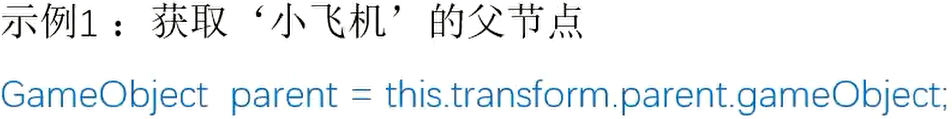 示例1：获取‘小飞机’的父节点
GameObject  parent = this.transform.parent.gameObject;